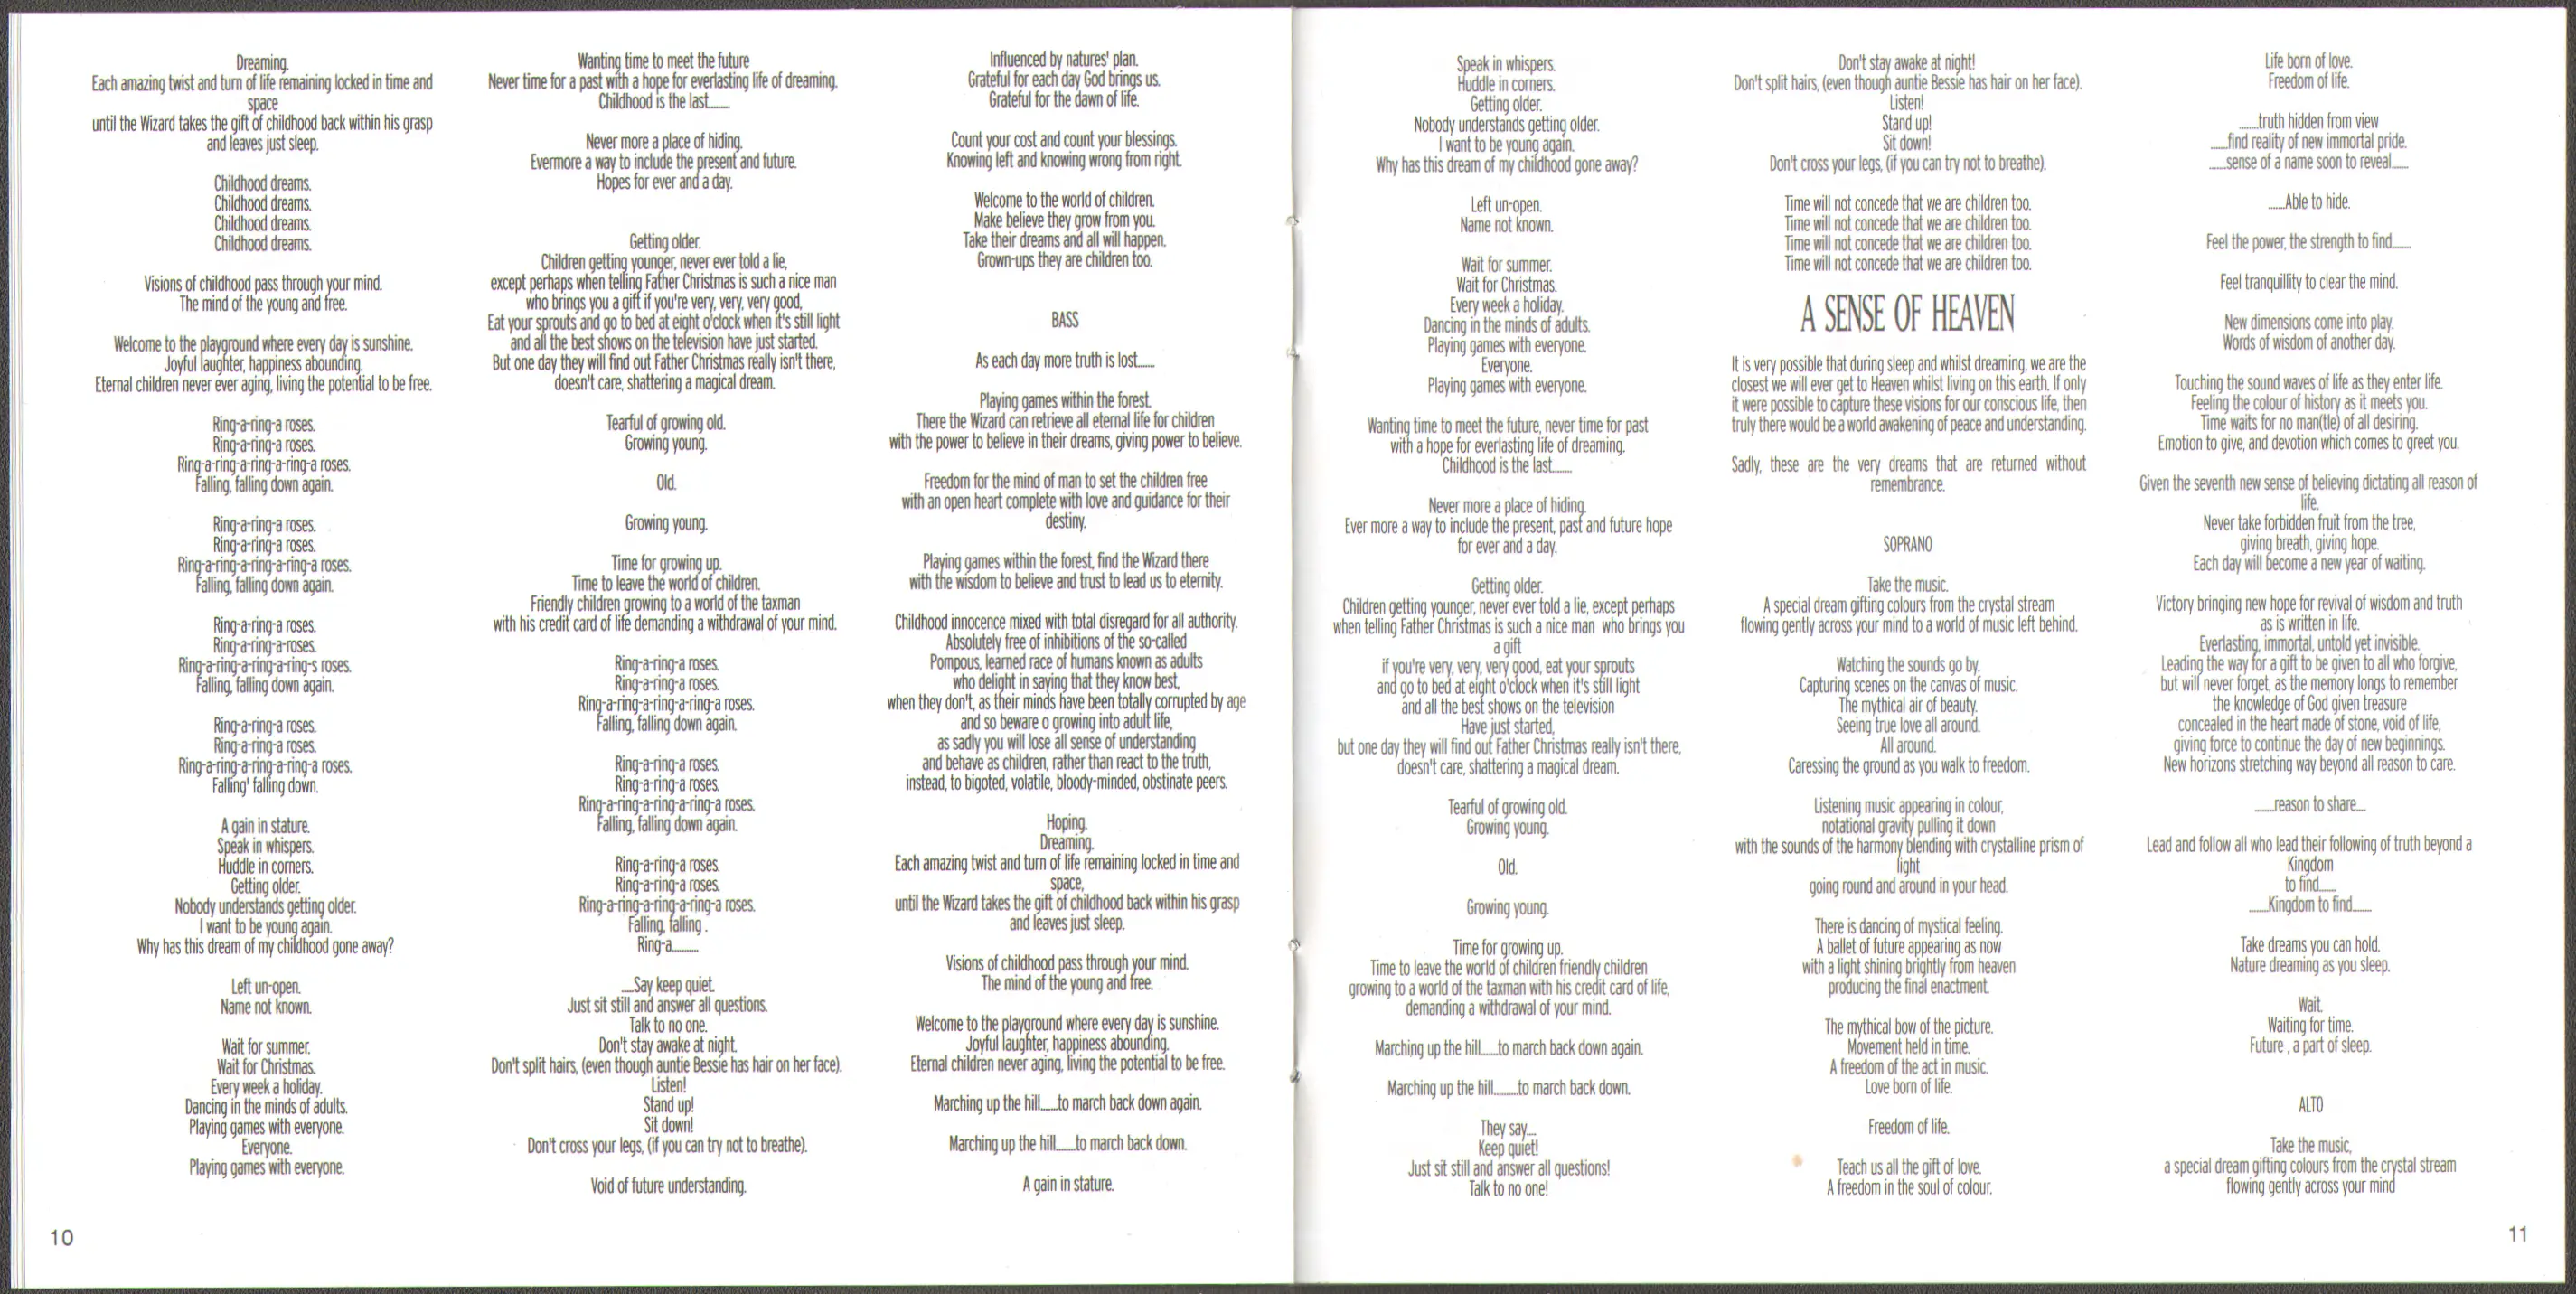 Dreaming.
Each amazing twist and turn of life remaining locked in time and
space
until the Wizard takes the gift of childhood back within his grasp
and leaves just sleep.
Childhood dreams.
Childhood dreams.
Childhood dreams.
Childhood dreams.
Visions of childhood pass through your mind.
The mind of the young and free.
Welcome to the playground where every day is sunshine.
Joyful laughter, happiness abounding.
Eternal children never ever aging, living the potential to be free.
Ring-a-ring-a roses.
Ring-a-ring-a roses.
Ring-a-ring-a-ring-a-ring-a roses.
Falling, falling down again.
Ring-a-ring-a roses.
Ring-a-ring-a roses.
Ring-a-ring-a-ring-a-ring-a roses.
Falling, falling down again.
Ring-a-ring-a roses.
Ring-a-ring-a-roses.
Ring-a-ring-a-ring-a-ring-s roses.
Falling, falling down again.
Ring-a-ring-a roses.
Ring-a-ring-a roses.
Ring-a-ring-a-ring-a-ring-a roses.
Falling' falling down.
A gain in stature.
Speak in whispers.
Huddle in corners.
Getting older.
Nobody understands getting older.
I want to be young again.
Why has this dream of my childhood gone away?
Left un-open.
Name not known.
Wait for summer.
Wait for Christmas.
Every week a holiday.
Dancing in the minds of adults.
Playing games with everyone.
Everyone.
Playing games with everyone.
10
Wanting time to meet the future
Never time for a past with a hope for everlasting life of dreaming.
Childhood is the last........
Never more a place of hiding.
Evermore a way to include the present and future.
Hopes for ever and a day.
Getting older.
Children getting younger, never ever told a lie,
except perhaps when telling Father Christmas is such a nice man
who brings you a gift if you're very, very, very good,
Eat your sprouts and go to bed at eight o'clock when it's still light
and all the best shows on the television have just started.
But one day they will find out Father Christmas really isn't there,
doesn't care, shattering a magical dream.
Tearful of growing old.
Growing young.
Old.
Growing young.
Time for growing up.
Time to leave the world of children.
Friendly children growing to a world of the taxman
with his credit card of life demanding a withdrawal of your mind.
Ring-a-ring-a roses.
Ring-a-ring-a roses.
Ring-a-ring-a-ring-a-ring-a roses.
Falling, falling down again.
Ring-a-ring-a roses.
Ring-a-ring-a roses.
Ring-a-ring-a-ring-a-ring-a roses.
Falling, falling down again.
Ring-a-ring-a roses.
Ring-a-ring-a roses.
Ring-a-ring-a-ring-a-ring-a roses.
Falling, falling .
Ring-a..........
.....Say keep quiet.
Just sit still and answer all questions.
Talk to no one.
Don't stay awake at night.
Don't split hairs, (even though auntie Bessie has hair on her face).
Listen!
Stand up!
Sit down!
Don't cross your legs, (if you can try not to breathe).
Void of future understanding.
Influenced by natures' plan.
Grateful for each day God brings us.
Grateful for the dawn of life.
Count your cost and count your blessings.
Knowing left and knowing wrong from right.
Welcome to the world of children.
Make believe they grow from you.
Take their dreams and all will happen.
Grown-ups they are children too.
BASS
As each day more truth is lost.......
Playing games within the forest.
There the Wizard can retrieve all eternal life for children
with the power to believe in their dreams, giving power to believe.
Freedom for the mind of man to set the children free
with an open heart complete with love and guidance for their
destiny.
Playing games within the forest, find the Wizard there
with the wisdom to believe and trust to lead us to eternity.
Childhood innocence mixed with total disregard for all authority.
Absolutely free of inhibitions of the so-called
Pompous, learned race of humans known as adults
who delight in saying that they know best,
when they don't, as their minds have been totally corrupted by age
and so beware o growing into adult life,
as sadly you will lose all sense of understanding
and behave as children, rather than react to the truth,
instead, to bigoted, volatile, bloody-minded, obstinate peers.
Hoping.
Dreaming.
Each amazing twist and turn of life remaining locked in time and
space,
until the Wizard takes the gift of childhood back within his grasp
and leaves just sleep.
Visions of childhood pass through your mind.
The mind of the young and free.
Welcome to the playground where every day is sunshine.
Joyful laughter, happiness abounding.
Eternal children never aging, living the potential to be free.
Marching up the hill.......to march back down again.
Marching up the hill........to march back down.
A gain in stature.
Speak in whispers.
Huddle in corners.
Getting older.
Nobody understands getting older.
I want to be young again.
Why has this dream of my childhood gone away?
Left un-open.
Name not known.
Wait for summer.
Wait for Christmas.
Every week a holiday.
Dancing in the minds of adults.
Playing games with everyone.
Everyone.
Playing games with everyone.
Wanting time to meet the future, never time for past
with a hope for everlasting life of dreaming.
Childhood is the last........
Never more a place of hiding.
Ever more a way to include the present, past and future hope
for ever and a day.
Getting older.
Children getting younger, never ever told a lie, except perhaps
when telling Father Christmas is such a nice man who brings you
a gift
if you're very, very, very good, eat your sprouts
and go to bed at eight o'clock when it's still light
and all the best shows on the television
Have just started,
but one day they will find out Father Christmas really isn't there,
doesn't care, shattering a magical dream.
Tearful of growing old.
Growing young.
Old.
Growing young.
Time for growing up.
Time to leave the world of children friendly children
growing to a world of the taxman with his credit card of life,
demanding a withdrawal of your mind.
Marching up the hill.......to march back down again.
Marching up the hill..........to march back down.
They say....
Keep quiet!
Just sit still and answer all questions!
Talk to no one!
Don't stay awake at night!
Don't split hairs, (even though auntie Bessie has hair on her face).
Listen!
Stand up!
Sit down!
Don't cross your legs, (if you can try not to breathe).
Time will not concede that we are children too.
Time will not concede that we are children too.
Time will not concede that we are children too.
Time will not concede that we are children too.
A SENSE OF HEAVEN
It is very possible that during sleep and whilst dreaming, we are the
closest we will ever get to Heaven whilst living on this earth. If only
it were possible to capture these visions for our conscious life, then
truly there would be a world awakening of peace and understanding.
Sadly, these are the very dreams that are returned without
remembrance.
SOPRANO
Take the music.
A special dream gifting colours from the crystal stream
flowing gently across your mind to a world of music left behind.
Watching the sounds go by.
Capturing scenes on the canvas of music.
The mythical air of beauty.
Seeing true love all around.
All around.
Caressing the ground as you walk to freedom.
Listening music appearing in colour,
notational gravity pulling it down
with the sounds of the harmony blending with crystalline prism of
light
going round and around in your head.
There is dancing of mystical feeling.
A ballet of future appearing as now
with a light shining brightly from heaven
producing the final enactment.
The mythical bow of the picture.
Movement held in time.
A freedom of the act in music.
Love born of life.
Freedom of life.
Teach us all the gift of love.
A freedom in the soul of colour.
Life born of love.
Freedom of life.
........truth hidden from view
.......find reality of new immortal pride.
.......sense of a name soon to reveal.......
.......Able to hide.
Feel the power, the strength to find........
Feel tranquillity to clear the mind.
New dimensions come into play.
Words of wisdom of another day.
Touching the sound waves of life as they enter life.
Feeling the colour of history as it meets you.
Time waits for no man(tle) of all desiring.
Emotion to give, and devotion which comes to greet you.
Given the seventh new sense of believing dictating all reason of
life.
Never take forbidden fruit from the tree,
giving breath, giving hope.
Each day will become a new year of waiting.
Victory bringing new hope for revival of wisdom and truth
as is written in life.
Everlasting, immortal, untold yet invisible.
Leading the way for a gift to be given to all who forgive,
but will never forget, as the memory longs to remember
the knowledge of God given treasure
concealed in the heart made of stone, void of life,
giving force to continue the day of new beginnings.
New horizons stretching way beyond all reason to care.
........reason to share.....
Lead and follow all who lead their following of truth beyond a
Kingdom
to find.......
........Kingdom to find........
Take dreams you can hold.
Nature dreaming as you sleep.
Wait.
Waiting for time.
Future , a part of sleep.
ALTO
Take the music,
a special dream gifting colours from the crystal stream
flowing gently across your mind
11